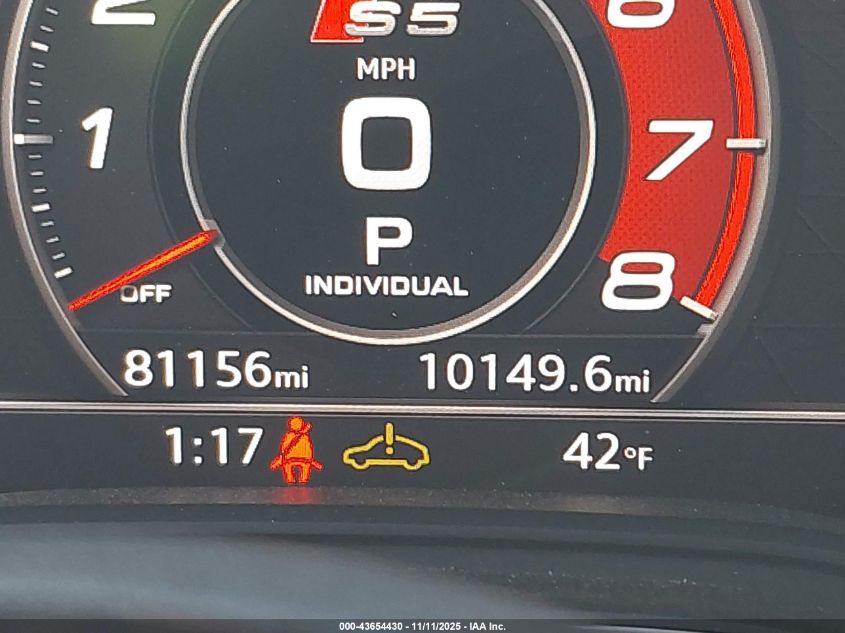 2
6
S5
MPH
1
0
7
P
INDIVIDUAL
8
OFF
81156mi
10149.6mi
1:17
42°F
000-43654430 - 11/11/2025 - IAA Inc.